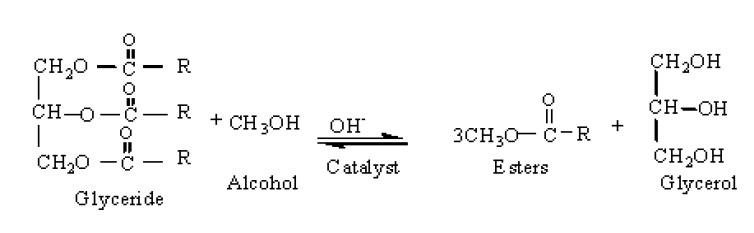 O
CH₂O — C — R
O
CH — O — C — R
O
CH₂O — C — R
Glyceride
+ CH₃OH
Alcohol
OH⁻
Catalyst
O
3CH₃O — C — R
Esters
+
CH₂OH
CH — OH
CH₂OH
Glycerol